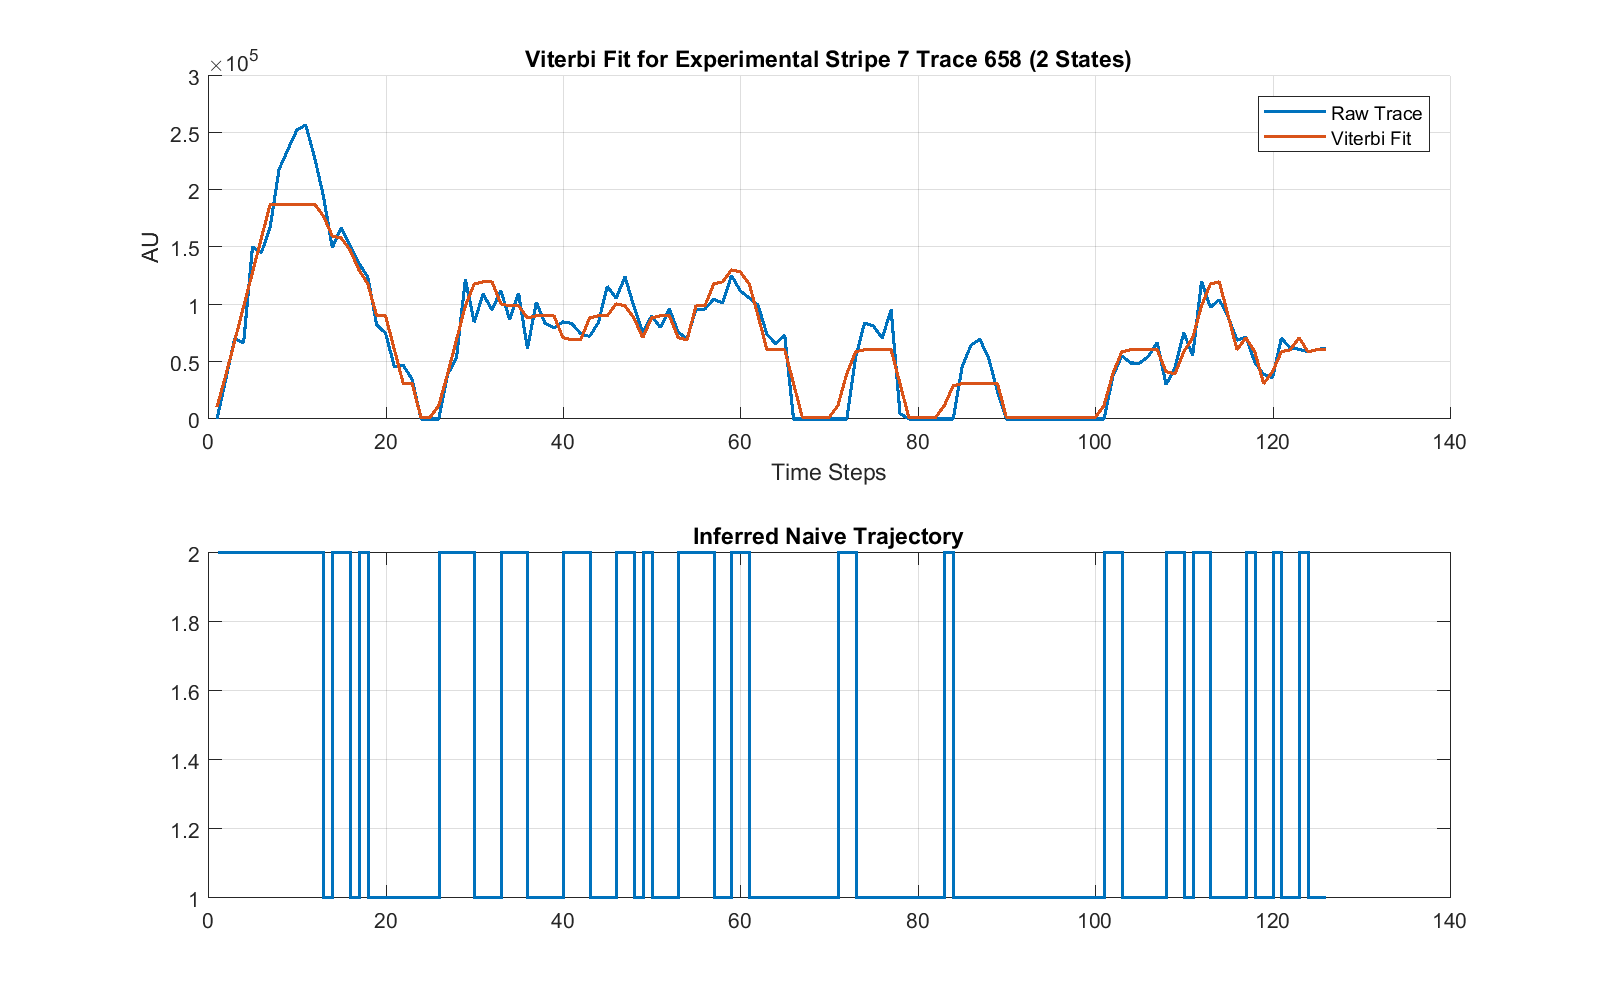 Viterbi Fit for Experimental Stripe 7 Trace 658 (2 States)
×10^5
3
2.5
2
1.5
1
0.5
0
AU
Raw Trace
Viterbi Fit
0 20 40 60 80 100 120 140
Time Steps
Inferred Naive Trajectory
2
1.8
1.6
1.4
1.2
1
0 20 40 60 80 100 120 140